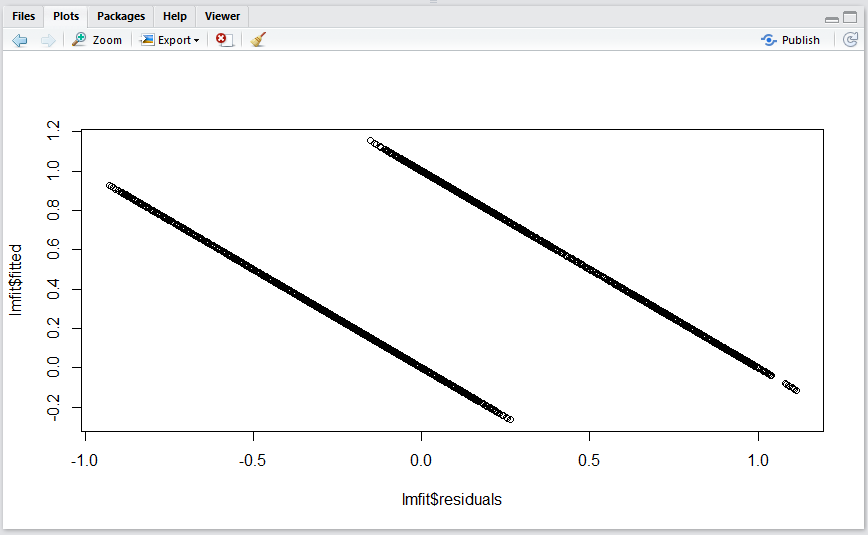 Files Plots Packages Help Viewer
Zoom Export Publish
1.2
1.0
0.8
0.6
0.4
0.2
0.0
-0.2
lmfit$fitted
-1.0 -0.5 0.0 0.5 1.0
lmfit$residuals